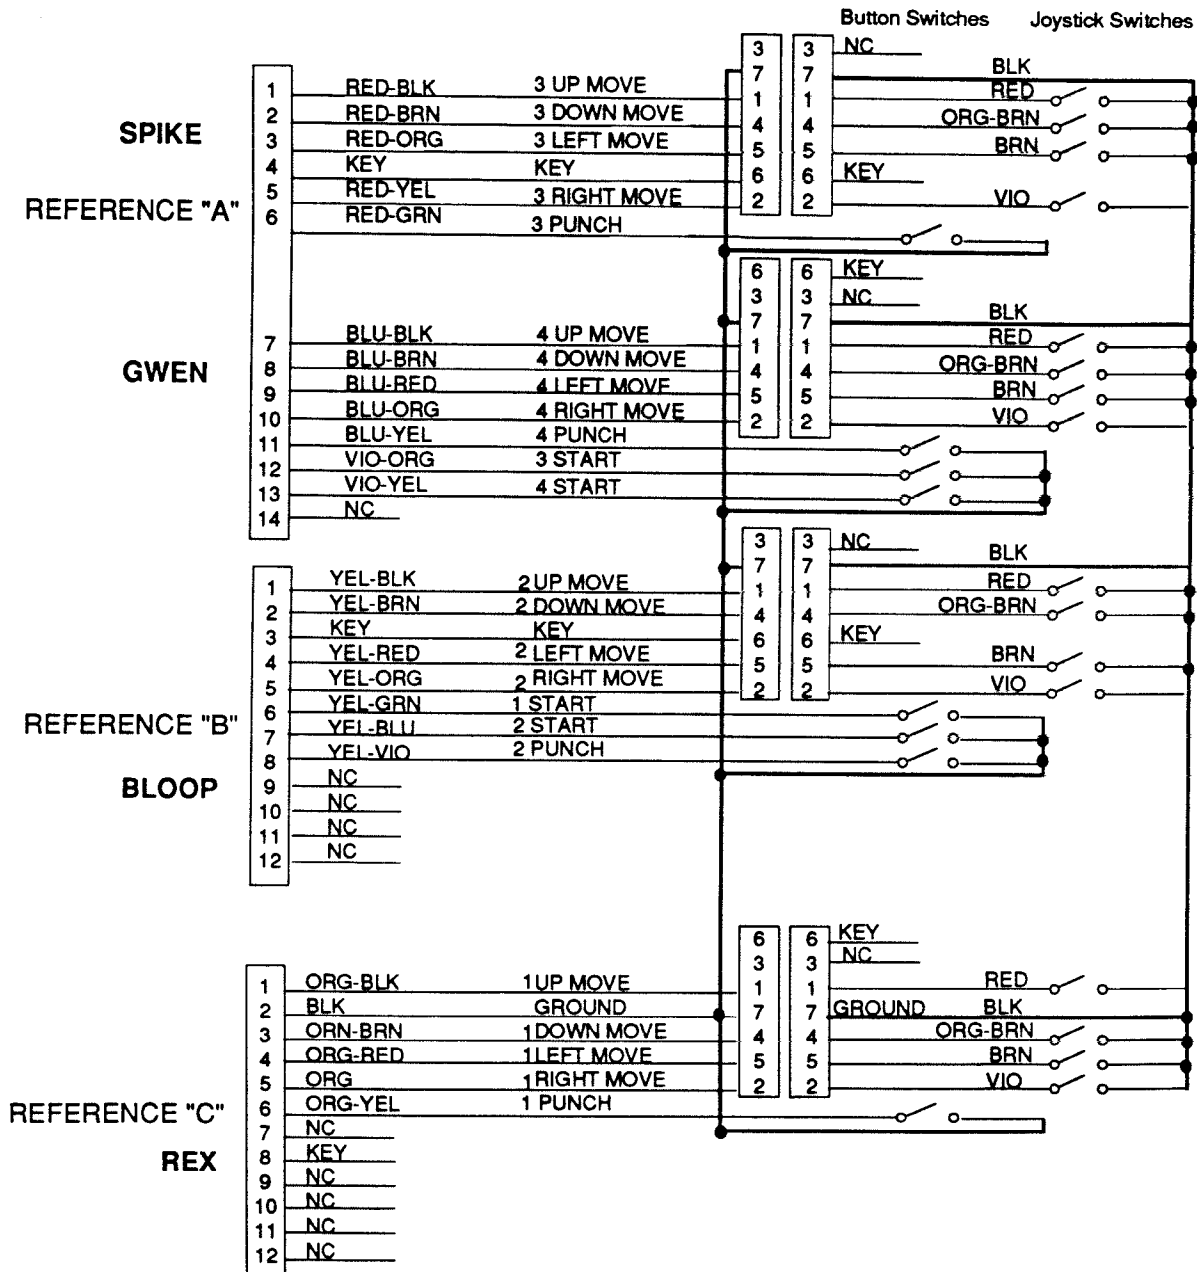 Button Switches Joystick Switches
3 3 NC
7 7 BLK
1 RED-BLK 3 UP MOVE 1 1 RED
2 RED-BRN 3 DOWN MOVE 4 4 ORG-BRN
SPIKE
3 RED-ORG 3 LEFT MOVE 5 5 BRN
4 KEY KEY 6 6 KEY
5 RED-YEL 3 RIGHT MOVE 2 2 VIO
REFERENCE "A"
6 RED-GRN 3 PUNCH
6 6 KEY
3 3 NC
7 7 BLK
7 BLU-BLK 4 UP MOVE 1 1 RED
GWEN
8 BLU-BRN 4 DOWN MOVE 4 4 ORG-BRN
9 BLU-RED 4 LEFT MOVE 5 5 BRN
10 BLU-ORG 4 RIGHT MOVE 2 2 VIO
11 BLU-YEL 4 PUNCH
12 VIO-ORG 3 START
13 VIO-YEL 4 START
14 NC
3 3 NC
7 7 BLK
1 YEL-BLK 2 UP MOVE 1 1 RED
2 YEL-BRN 2 DOWN MOVE 4 4 ORG-BRN
3 KEY KEY 6 6 KEY
4 YEL-RED 2 LEFT MOVE 5 5 BRN
5 YEL-ORG 2 RIGHT MOVE 2 2 VIO
6 YEL-GRN 1 START
REFERENCE "B"
7 YEL-BLU 2 START
8 YEL-VIO 2 PUNCH
BLOOP
9 NC
10 NC
11 NC
12 NC
6 6 KEY
3 3 NC
1 ORG-BLK 1 UP MOVE 1 1 RED
2 BLK GROUND 7 7 GROUND BLK
3 ORN-BRN 1 DOWN MOVE 4 4 ORG-BRN
4 ORG-RED 1 LEFT MOVE 5 5 BRN
5 ORG 1 RIGHT MOVE 2 2 VIO
REFERENCE "C"
6 ORG-YEL 1 PUNCH
7 NC
REX
8 KEY
9 NC
10 NC
11 NC
12 NC